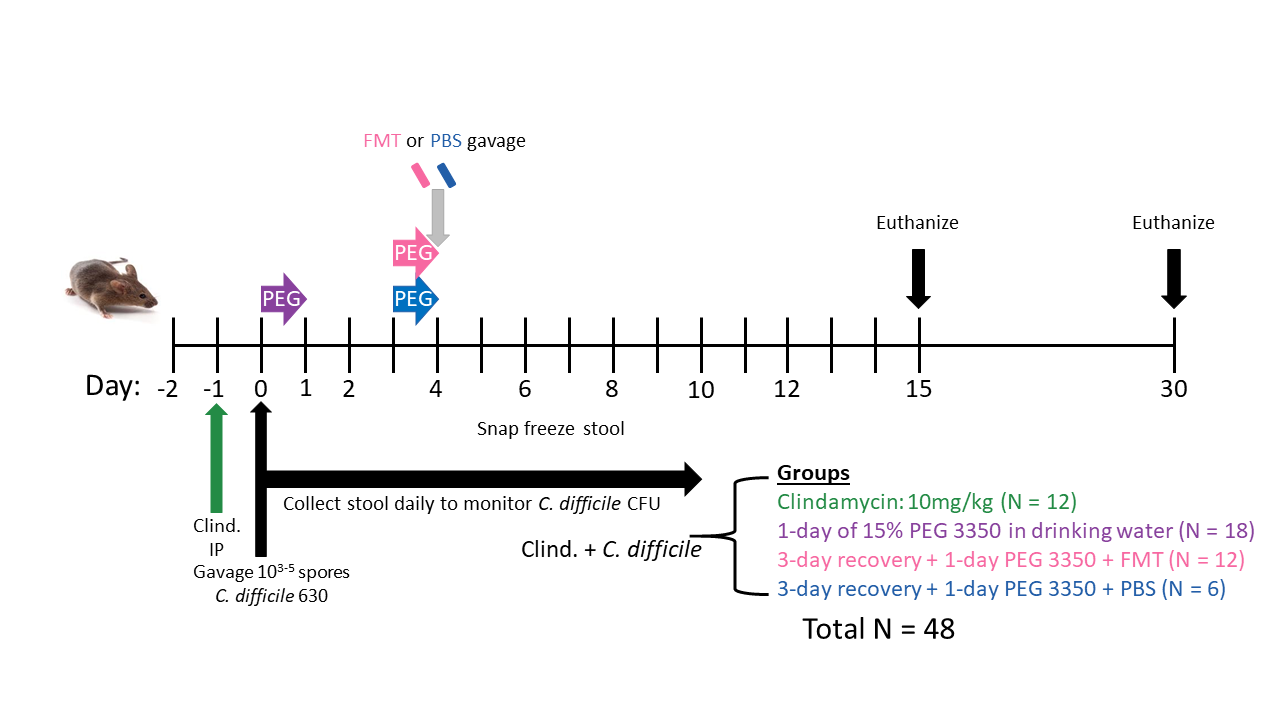 FMT or PBS gavage
Euthanize
Euthanize
PEG
PEG
PEG
Day: -2 -1 0 1 2 4 6 8 10 12 15 30
Snap freeze stool
Collect stool daily to monitor C. difficile CFU
Clind.
IP
Gavage 10³⁻⁵ spores
C. difficile 630
Clind. + C. difficile
Groups
Clindamycin: 10mg/kg (N = 12)
1-day of 15% PEG 3350 in drinking water (N = 18)
3-day recovery + 1-day PEG 3350 + FMT (N = 12)
3-day recovery + 1-day PEG 3350 + PBS (N = 6)
Total N = 48